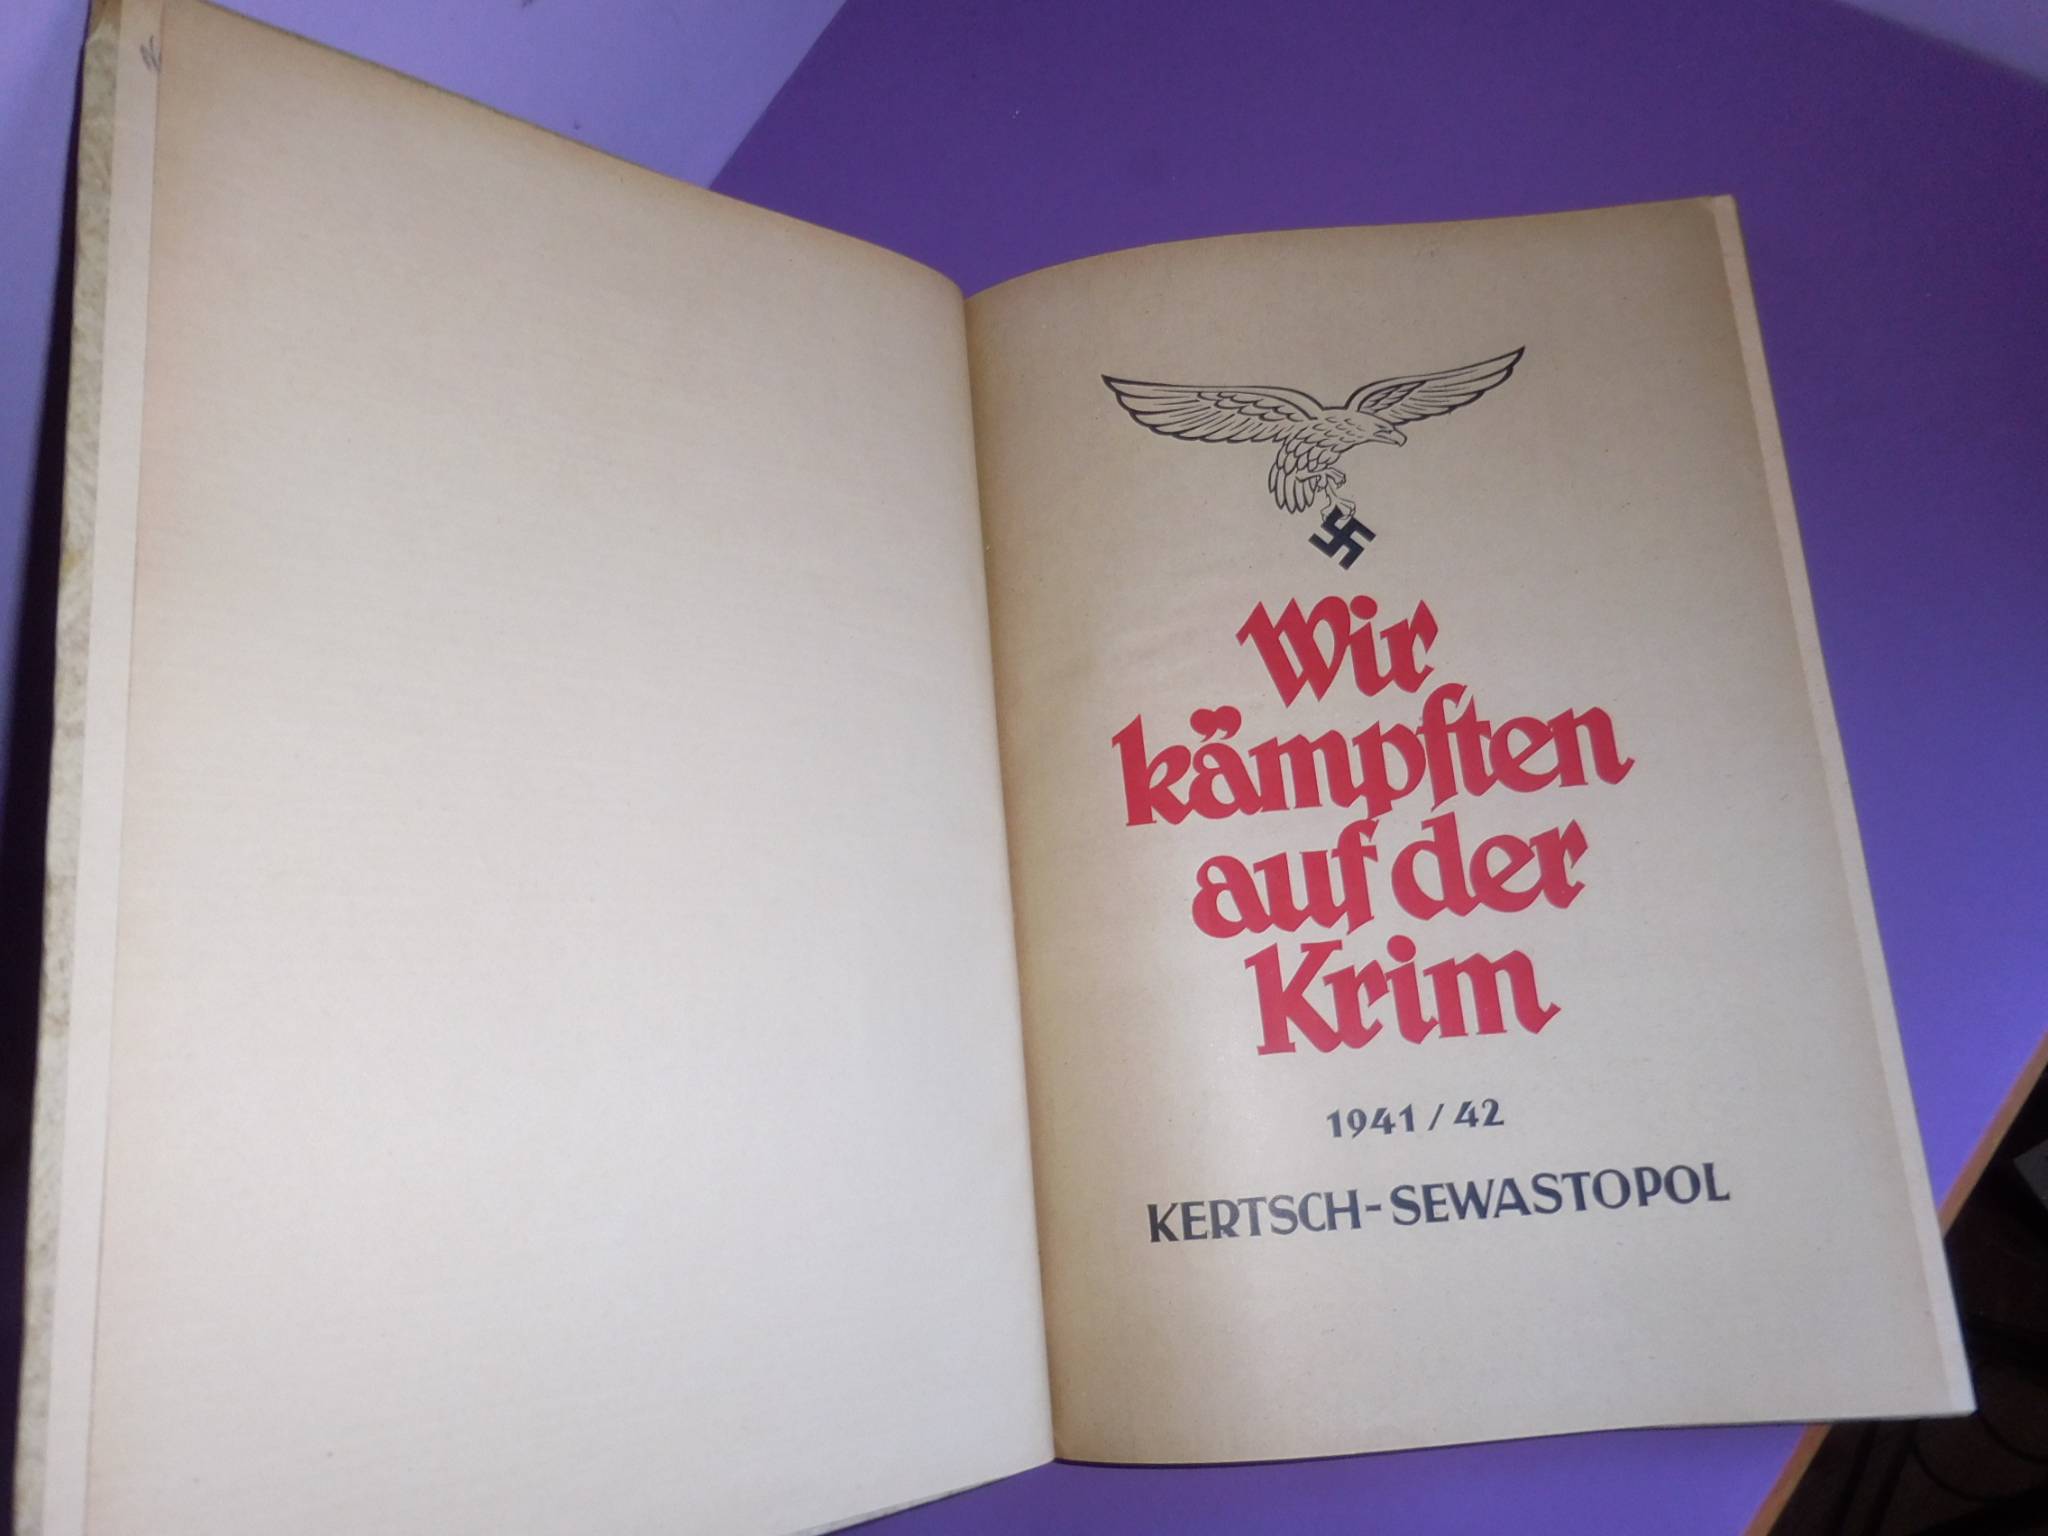 Wir
kämpften
auf der
Krim
1941 / 42
KERTSCH-SEWASTOPOL